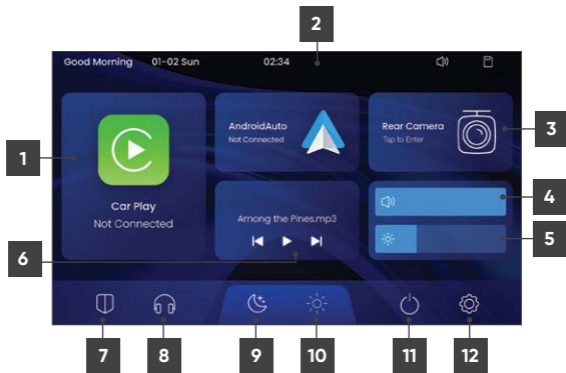 2
Good Morning 01-02 Sun 02:34
1
AndroidAuto
Not Connected
Rear Camera
Tap to Enter
3
Car Play
Not Connected
Among the Pines.mp3
4
5
6
7 8 9 10 11 12